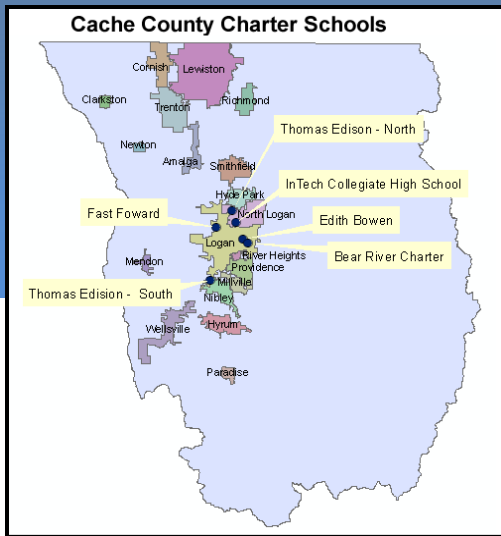 Cache County Charter Schools
Cornish
Lewiston
Clarkston
Trenton
Richmond
Newton
Amalga
Smithfield
Thomas Edison - North
Hyde Park
InTech Collegiate High School
Fast Foward
North Logan
Edith Bowen
Logan
Bear River Charter
River Heights
Mendon
Providence
Thomas Edision - South
Millville
Nibley
Wellsville
Hyrum
Paradise